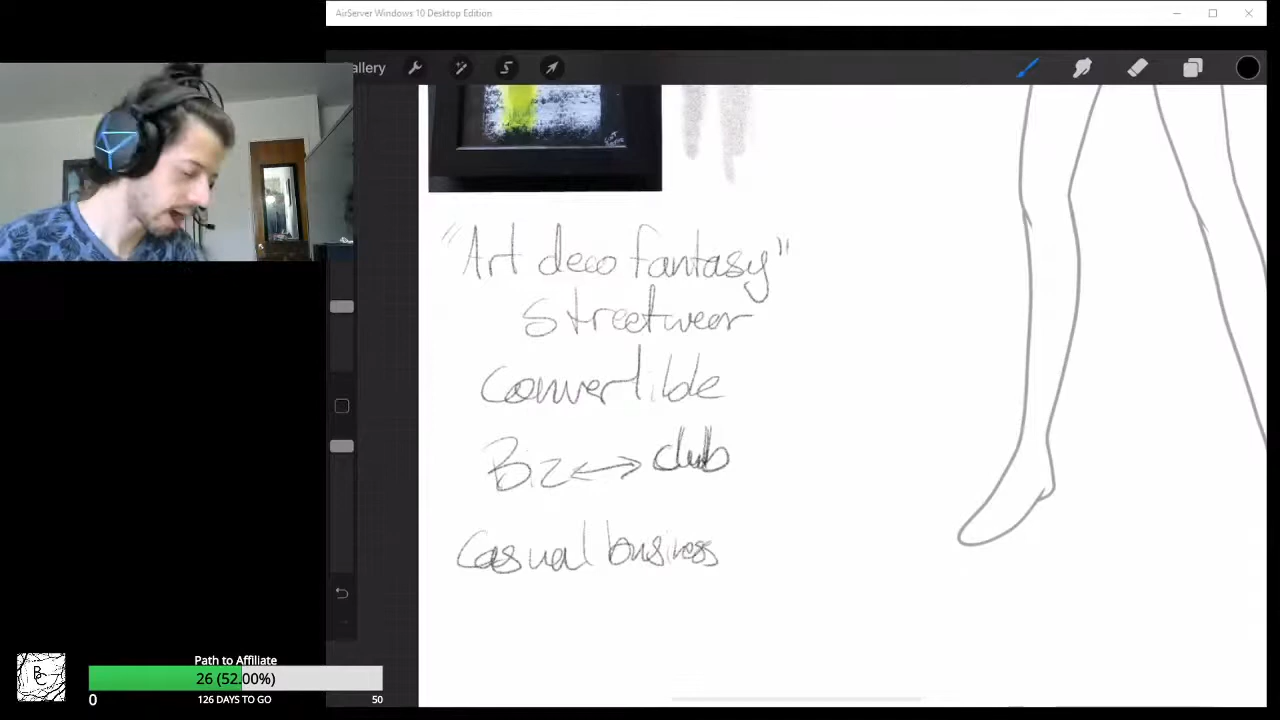 AirServer Windows 10 Desktop Edition
allery
"Art deco fantasy"
Streetwear
Convertible
Biz ↔ club
Casual business
Path to Affiliate
26 (52.00%)
0 126 DAYS TO GO 50